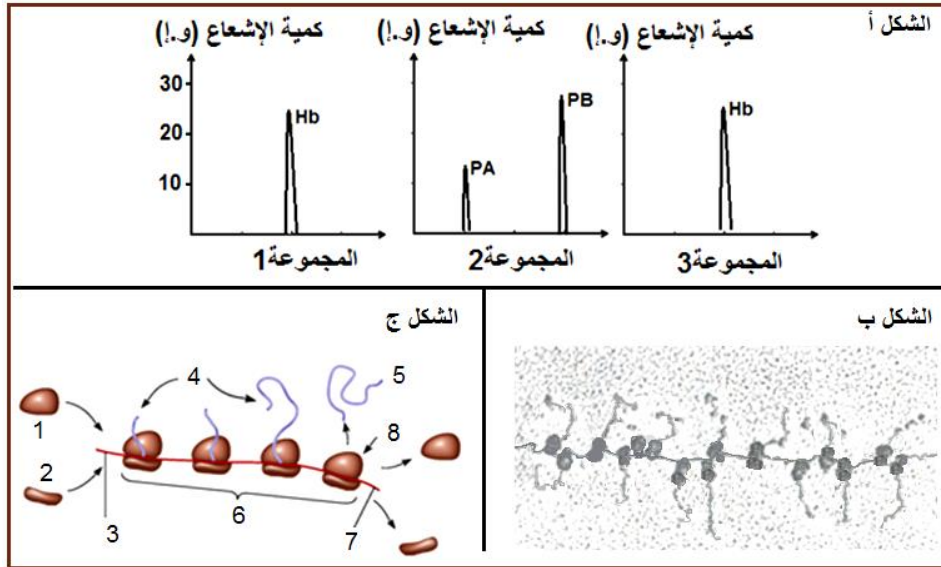 الشكل أ
كمية الإشعاع (و.إ)
كمية الإشعاع (و.إ)
كمية الإشعاع (و.إ)
30
20
10
Hb
PA
PB
Hb
المجموعة1
المجموعة2
المجموعة3
الشكل ج
1
2
3
4
5
6
7
8
الشكل ب